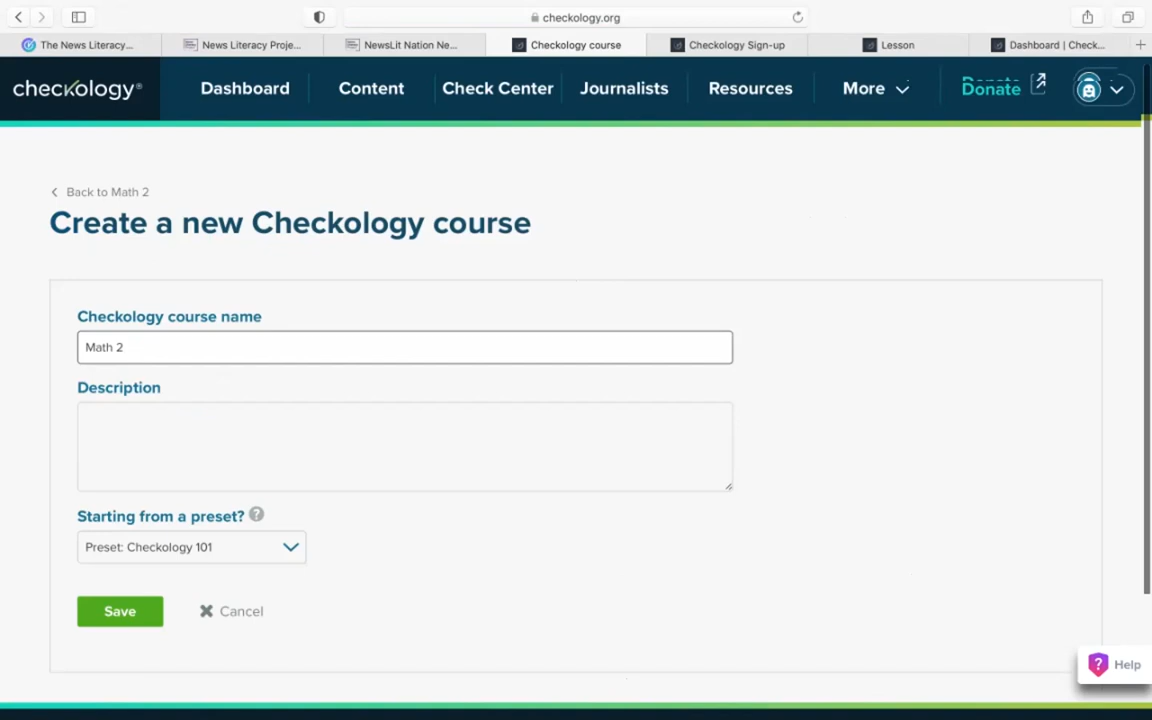 checkology.org
The News Literacy...
News Literacy Proje...
NewsLit Nation Ne...
Checkology course
Checkology Sign-up
Lesson
Dashboard | Check...
checkology®
Dashboard
Content
Check Center
Journalists
Resources
More
Donate
Back to Math 2
Create a new Checkology course
Checkology course name
Math 2
Description
Starting from a preset? ?
Preset: Checkology 101
Save
Cancel
? Help